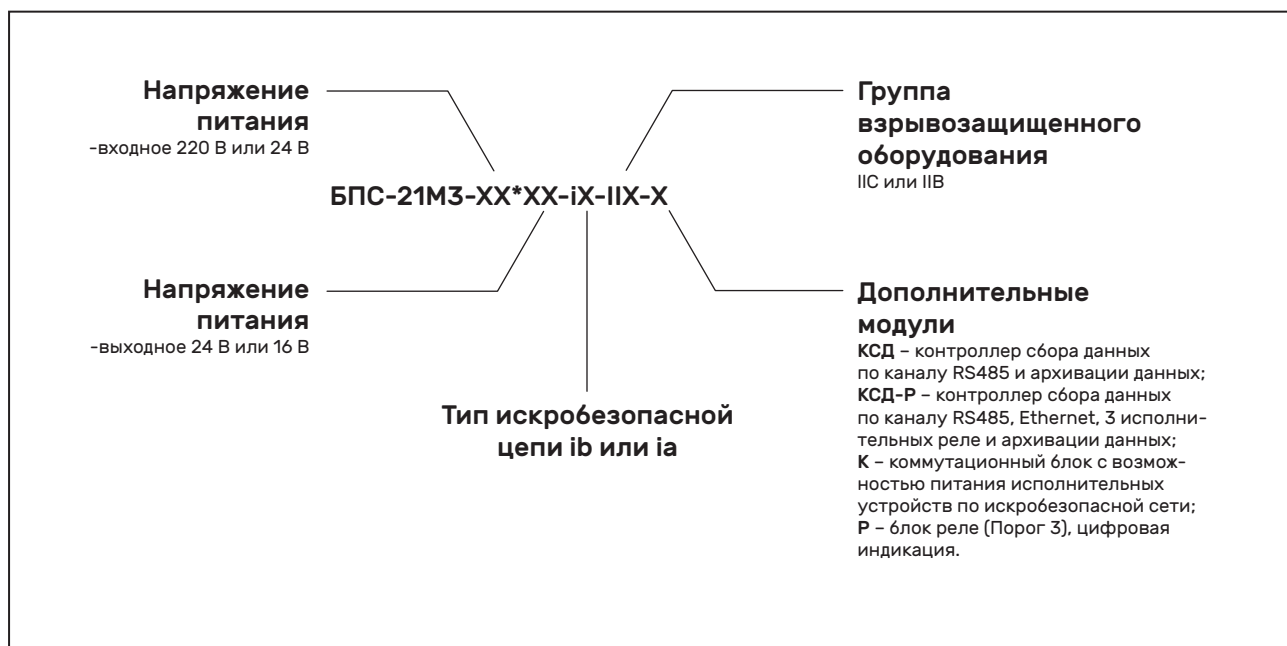 Напряжение
питания
-входное 220 В или 24 В
Группа
взрывозащищенного
оборудования
IIC или IIB
БПС-21М3-ХХ*ХХ-iX-IIX-X
Напряжение
питания
-выходное 24 В или 16 В
Тип искробезопасной
цепи ib или ia
Дополнительные
модули
КСД – контроллер сбора данных
по каналу RS485 и архивации данных;
КСД-Р – контроллер сбора данных
по каналу RS485, Ethernet, 3 исполни-
тельных реле и архивации данных;
К – коммутационный блок с возмож-
ностью питания исполнительных
устройств по искробезопасной сети;
Р – блок реле (Порог 3), цифровая
индикация.